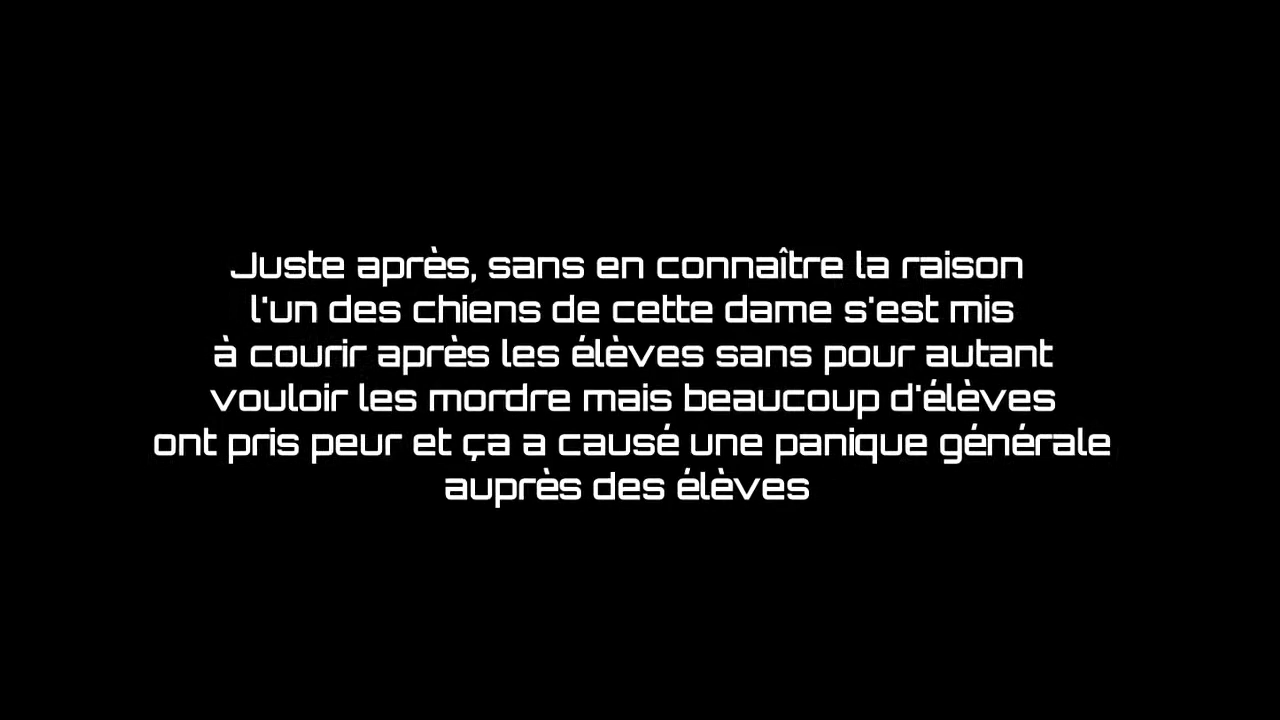 Juste après, sans en connaître la raison
l'un des chiens de cette dame s'est mis
à courir après les élèves sans pour autant
vouloir les mordre mais beaucoup d'élèves
ont pris peur et ça a causé une panique générale
auprès des élèves